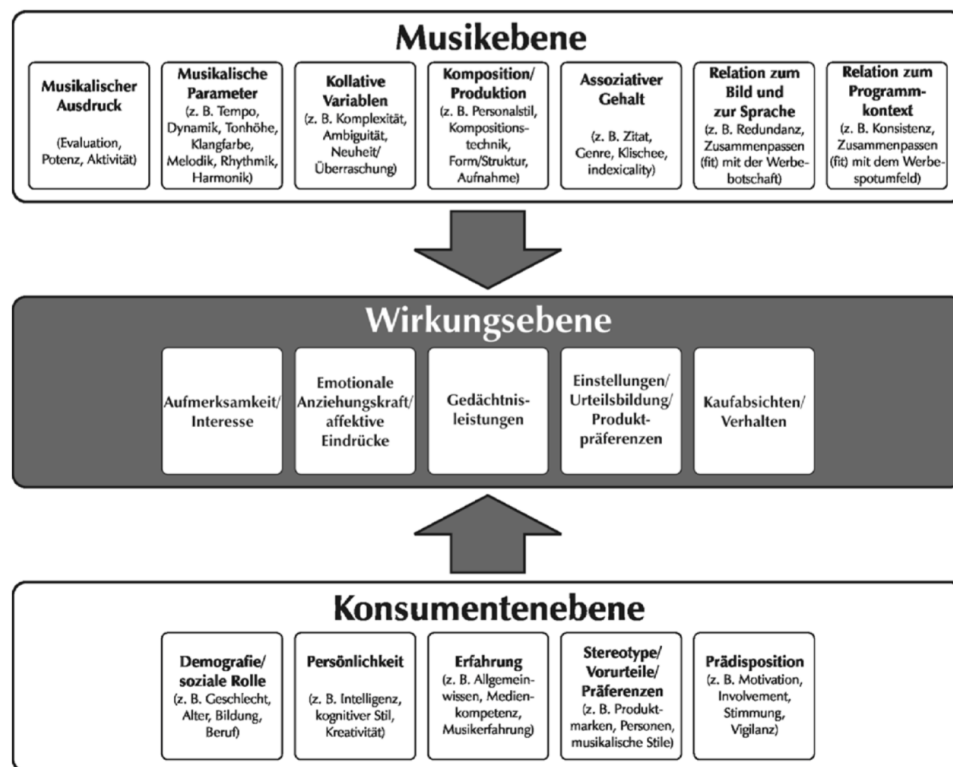 Musikebene
Musikalischer
Ausdruck
(Evaluation,
Potenz, Aktivität)
Musikalische
Parameter
(z. B. Tempo,
Dynamik, Tonhöhe,
Klangfarbe,
Melodik, Rhythmik,
Harmonik)
Kollative
Variablen
(z. B. Komplexität,
Ambiguität,
Neuheit/
Überraschung)
Komposition/
Produktion
(z. B. Personalstil,
Kompositions-
technik,
Form/Struktur,
Aufnahme)
Assoziativer
Gehalt
(z. B. Zitat,
Genre, Klischee,
indexicality)
Relation zum
Bild und
zur Sprache
(z. B. Redundanz,
Zusammenpassen
(fit) mit der Werbe-
botschaft)
Relation zum
Programm-
kontext
(z. B. Konsistenz,
Zusammenpassen
(fit) mit dem Werbe-
spotumfeld)
Wirkungsebene
Aufmerksamkeit/
Interesse
Emotionale
Anziehungskraft/
affektive
Eindrücke
Gedächtnis-
leistungen
Einstellungen/
Urteilsbildung/
Produkt-
präferenzen
Kaufabsichten/
Verhalten
Konsumentenebene
Demografie/
soziale Rolle
(z. B. Geschlecht,
Alter, Bildung,
Beruf)
Persönlichkeit
(z. B. Intelligenz,
kognitiver Stil,
Kreativität)
Erfahrung
(z. B. Allgemein-
wissen, Medien-
kompetenz,
Musikerfahrung)
Stereotype/
Vorurteile/
Präferenzen
(z. B. Produkt-
marken, Personen,
musikalische Stile)
Prädisposition
(z. B. Motivation,
Involvement,
Stimmung,
Vigilanz)